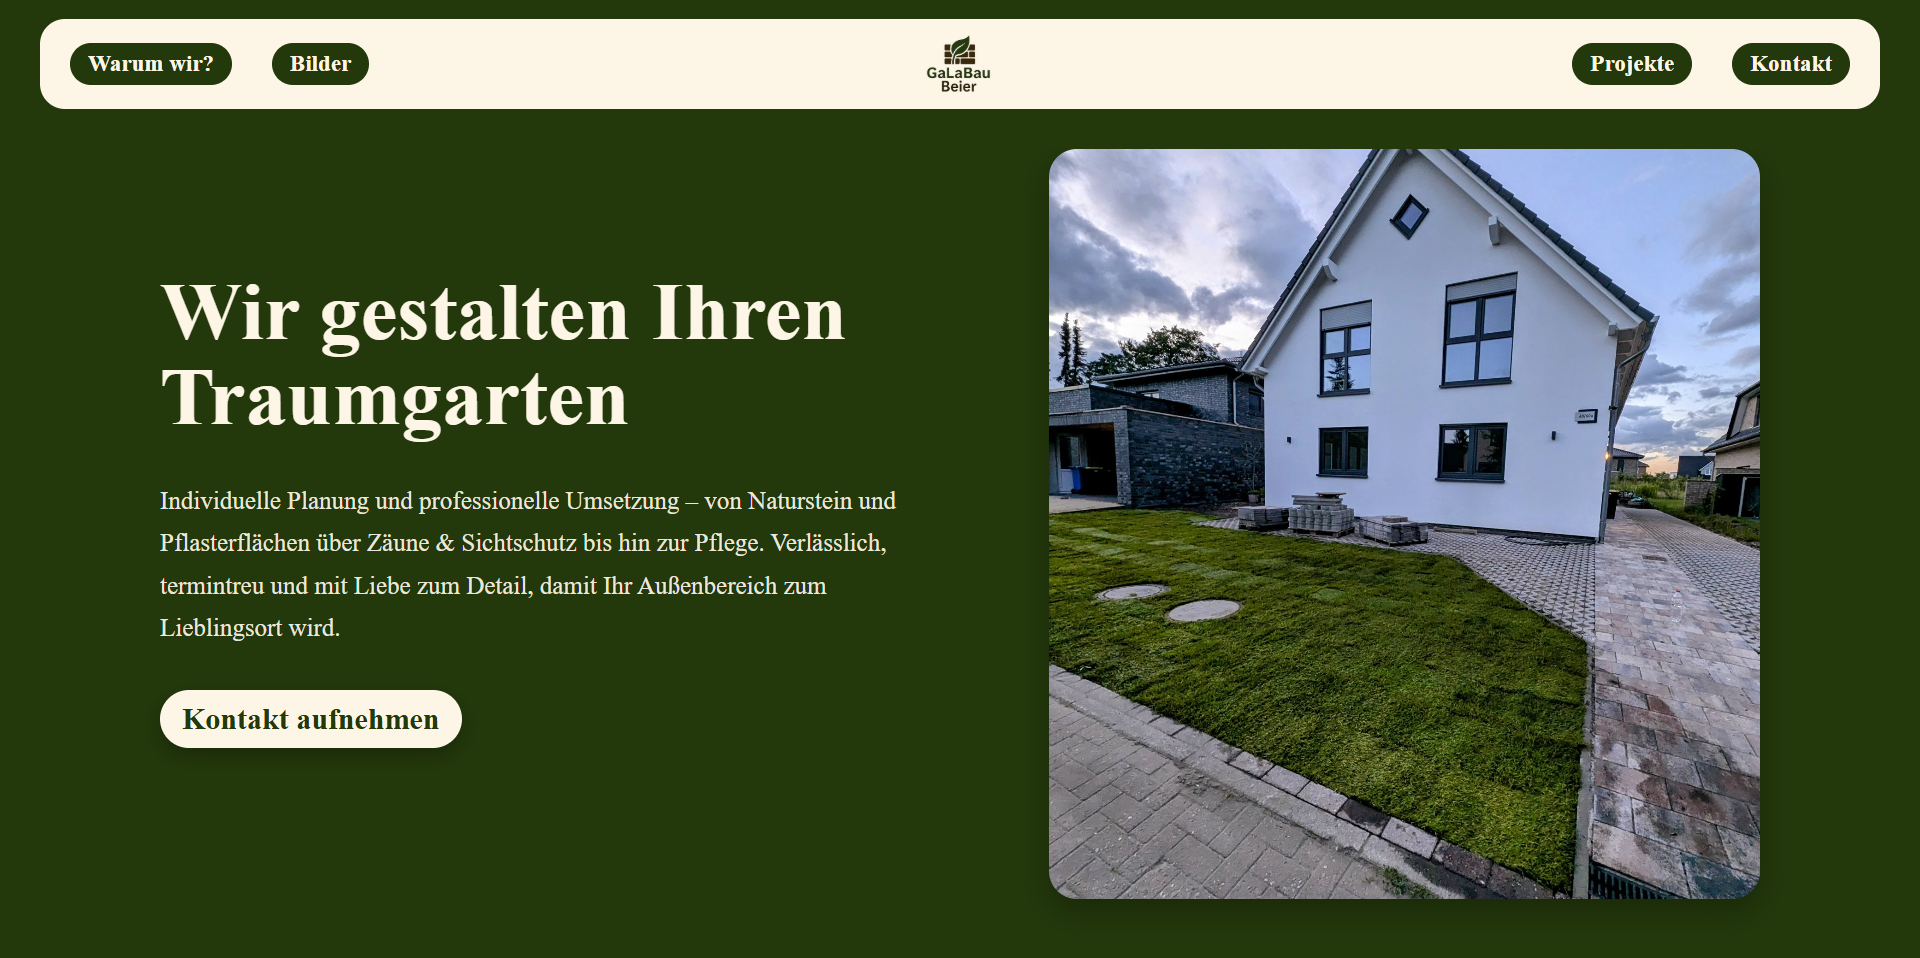 Warum wir?
Bilder
GaLaBau
Beier
Projekte
Kontakt
Wir gestalten Ihren
Traumgarten
Individuelle Planung und professionelle Umsetzung – von Naturstein und
Pflasterflächen über Zäune & Sichtschutz bis hin zur Pflege. Verlässlich,
termintreu und mit Liebe zum Detail, damit Ihr Außenbereich zum
Lieblingsort wird.
Kontakt aufnehmen